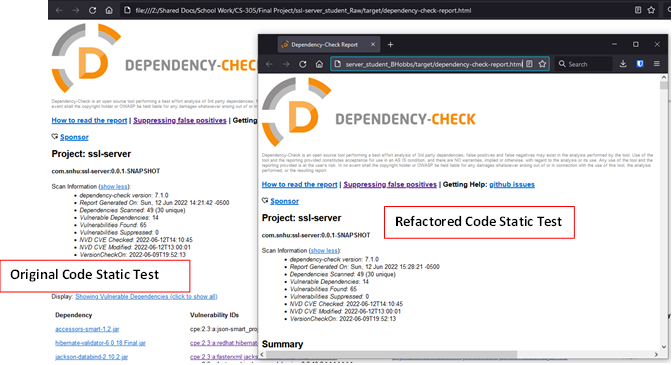 file:///Z:/Shared Docs/School Work/CS-305/Final Project/ssl-server_student_Raw/target/dependency-check-report.html
DEPENDENCY-CHECK
Dependency-Check is an open source tool performing a best effort analysis of 3rd party dependencies;
event shall the copyright holder or OWASP be held liable for any damages whatsoever arising out of or in
How to read the report | Suppressing false positives | Getting
Sponsor
Project: ssl-server
com.snhu:ssl-server:0.0.1-SNAPSHOT
Scan Information (show less):
dependency-check version: 7.1.0
Report Generated On: Sun, 12 Jun 2022 14:21:42 -0500
Dependencies Scanned: 49 (30 unique)
Vulnerable Dependencies: 14
Vulnerabilities Found: 65
Vulnerabilities Suppressed: 0
NVD CVE Checked: 2022-06-12T14:10:45
NVD CVE Modified: 2022-06-12T13:00:01
VersionCheckOn: 2022-06-09T19:52:13
Original Code Static Test
Display: Showing Vulnerable Dependencies (click to show all)
Dependency
Vulnerability IDs
accessors-smart-1.2.jar
cpe:2.3:a:json-smart_proj
hibernate-validator-6.0.18.Final.jar
cpe:2.3:a:redhat:hibernat
jackson-databind-2.10.2.jar
cpe:2.3:a:fasterxml:jacks
Dependency-Check Report
server_student_BHobbs/target/dependency-check-report.html
Search
DEPENDENCY-CHECK
Dependency-Check is an open source tool performing a best effort analysis of 3rd party dependencies; false positives and false negatives may exist in the analysis performed by the tool. Use of the
tool and the reporting provided constitutes acceptance for use in an AS IS condition, and there are NO warranties, implied or otherwise, with regard to the analysis or its use. Any use of the tool and
the reporting provided is at the user's risk. In no event shall the copyright holder or OWASP be held liable for any damages whatsoever arising out of or in connection with the use of this tool, the analysis
performed, or the resulting report.
How to read the report | Suppressing false positives | Getting Help: github issues
Sponsor
Project: ssl-server
com.snhu:ssl-server:0.0.1-SNAPSHOT
Refactored Code Static Test
Scan Information (show less):
dependency-check version: 7.1.0
Report Generated On: Sun, 12 Jun 2022 15:28:21 -0500
Dependencies Scanned: 49 (30 unique)
Vulnerable Dependencies: 14
Vulnerabilities Found: 65
Vulnerabilities Suppressed: 0
NVD CVE Checked: 2022-06-12T14:10:45
NVD CVE Modified: 2022-06-12T13:00:01
VersionCheckOn: 2022-06-09T19:52:13
Summary